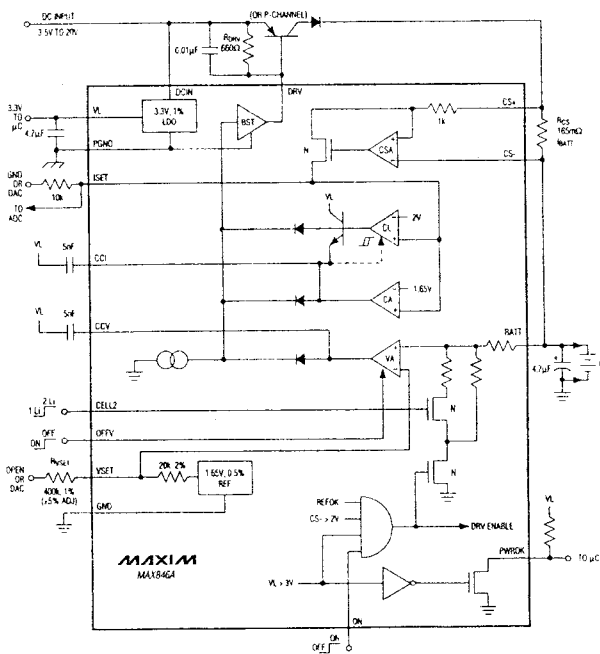 DC INPUT
3.5V TO 20V
(OR P-CHANNEL)
0.01µF
RDRV
660Ω
DCIN
DRV
3.3V
TO
µC
VL
4.7µF
3.3V, 1%
LDO
BST
PGND
CS+
1k
RCS
165mΩ
IBATT
CSA
N
CS-
GND
OR
DAC
ISET
10k
TO
ADC
VL
2V
CL
VL
5nF
CCI
CA
1.65V
VL
5nF
CCV
BATT
VA
4.7µF
2 Li
1 Li
CELL2
N
OFF
ON
OFFV
OPEN
OR
DAC
RVSET
400k, 1%
(±5% ADJ)
VSET
20k 2%
1.65V, 0.5%
REF
N
GND
REFOK
CS- > 2V
DRV ENABLE
VL
PWROK
TO µC
MAXIM
MAX846A
VL > 3V
ON
OFF
ON